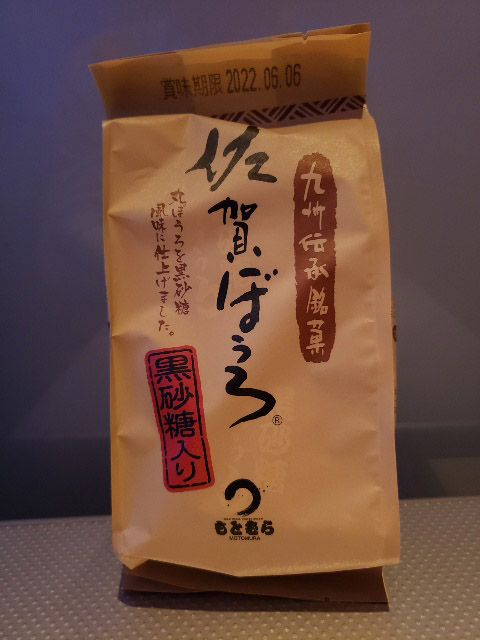 賞味期限 2022.06.06
九州伝承銘菓
佐賀ぼうろ®
丸ぼうろを黒砂糖
風味に仕上げました。
黒砂糖入り
もとむら
MOTOMURA